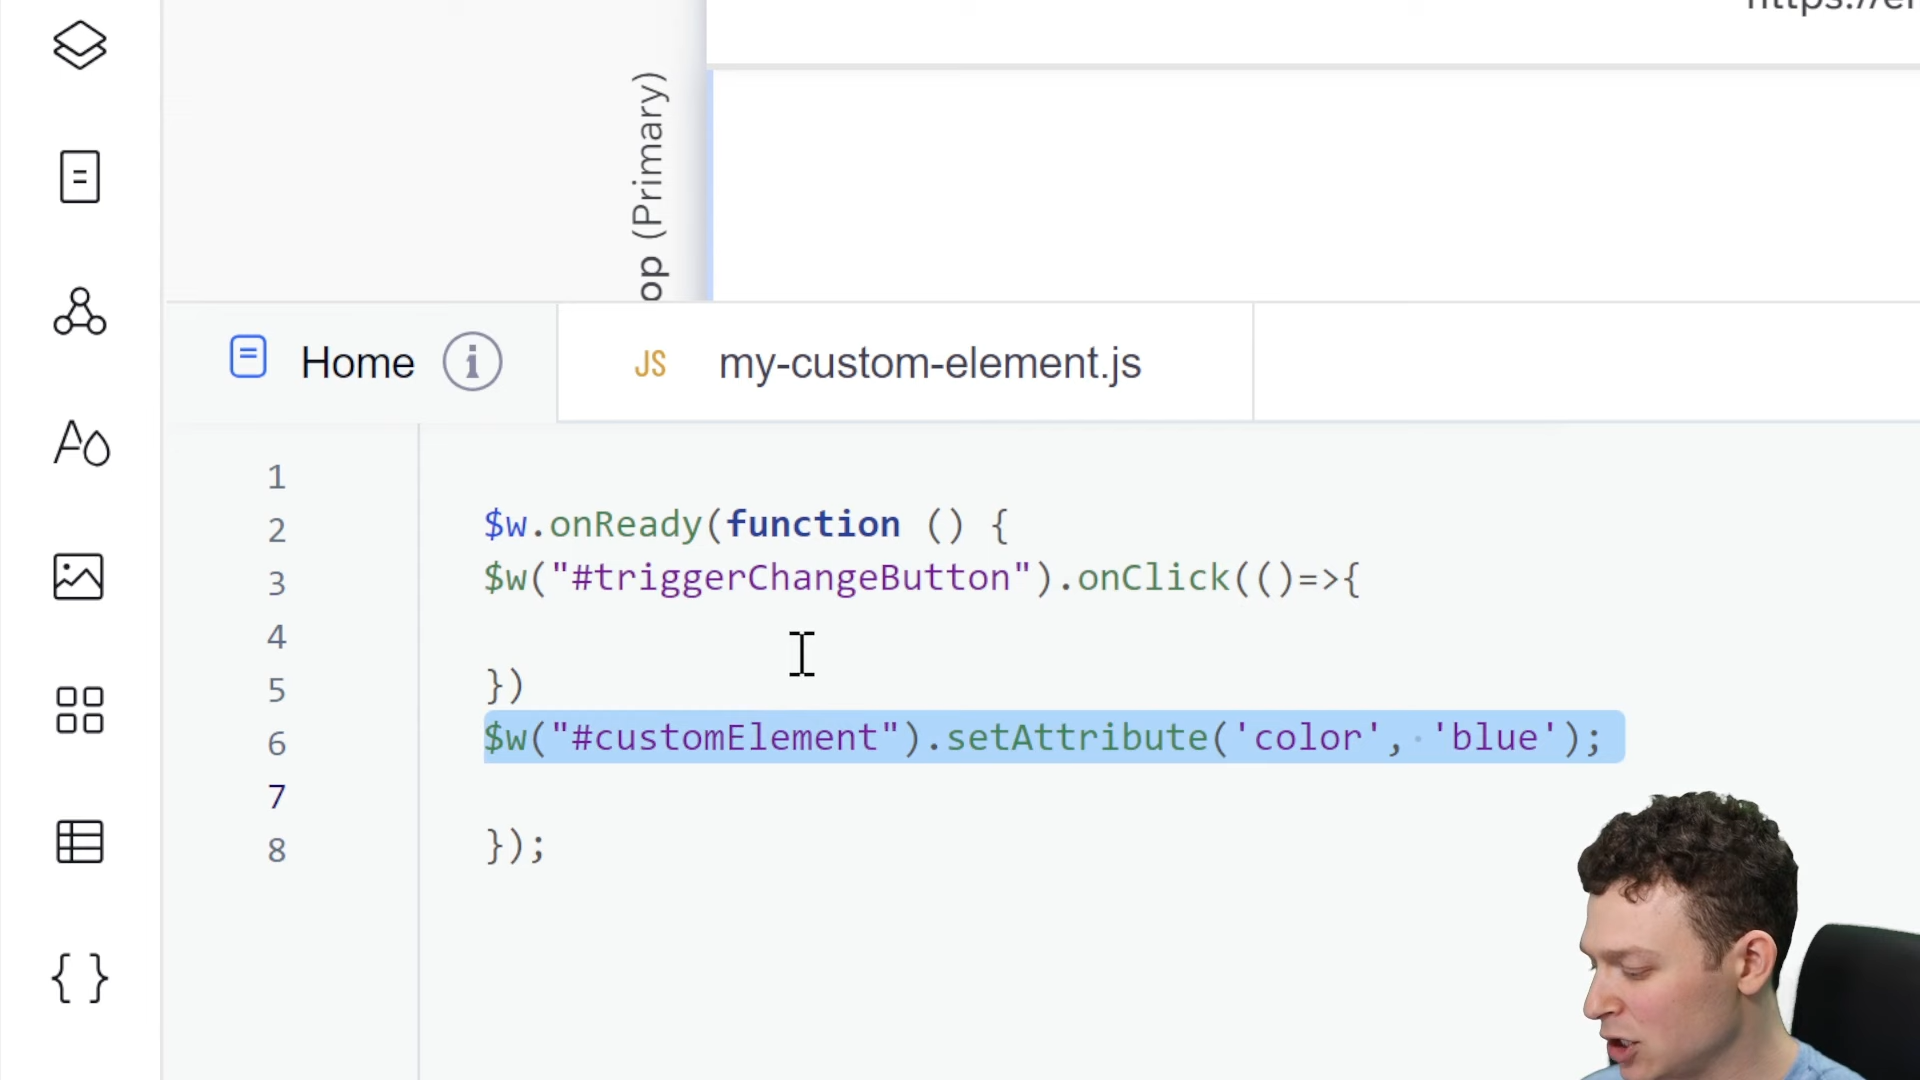 op (Primary)
Home
JS my-custom-element.js
1
2 $w.onReady(function () {
3 $w("#triggerChangeButton").onClick(()=>{
4
5 })
6 $w("#customElement").setAttribute('color', 'blue');
7
8 });